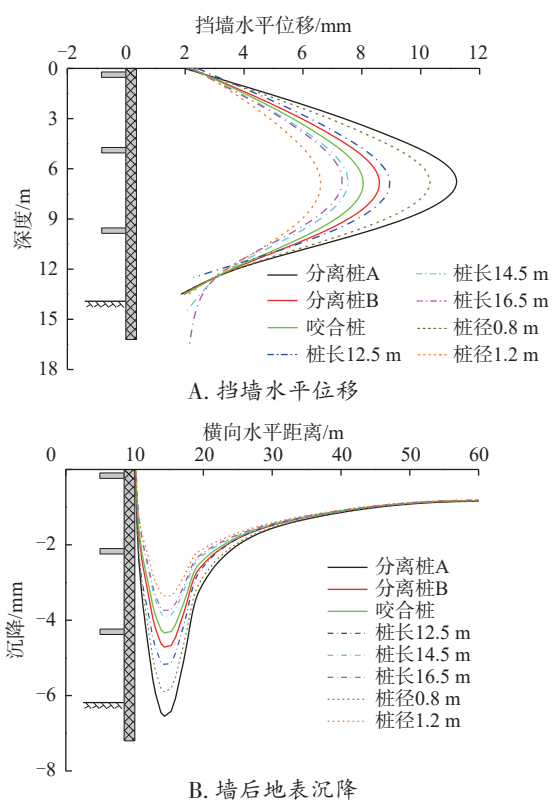 挡墙水平位移/mm
−2 0 2 4 6 8 10 12
0
3
6
9
12
15
18
深度/m
分离桩A
分离桩B
咬合桩
桩长12.5 m
桩长14.5 m
桩长16.5 m
桩径0.8 m
桩径1.2 m
A. 挡墙水平位移
横向水平距离/m
0 10 20 30 40 50 60
−2
−4
−6
−8
沉降/mm
分离桩A
分离桩B
咬合桩
桩长12.5 m
桩长14.5 m
桩长16.5 m
桩径0.8 m
桩径1.2 m
B. 墙后地表沉降